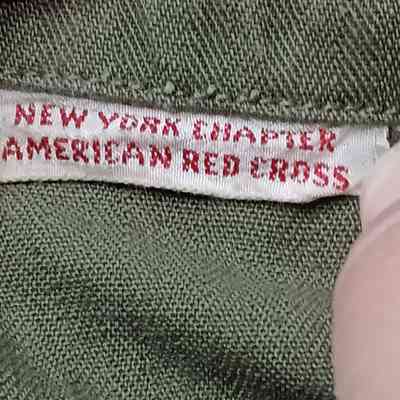 NEW YORK CHAPTER
AMERICAN RED CROSS